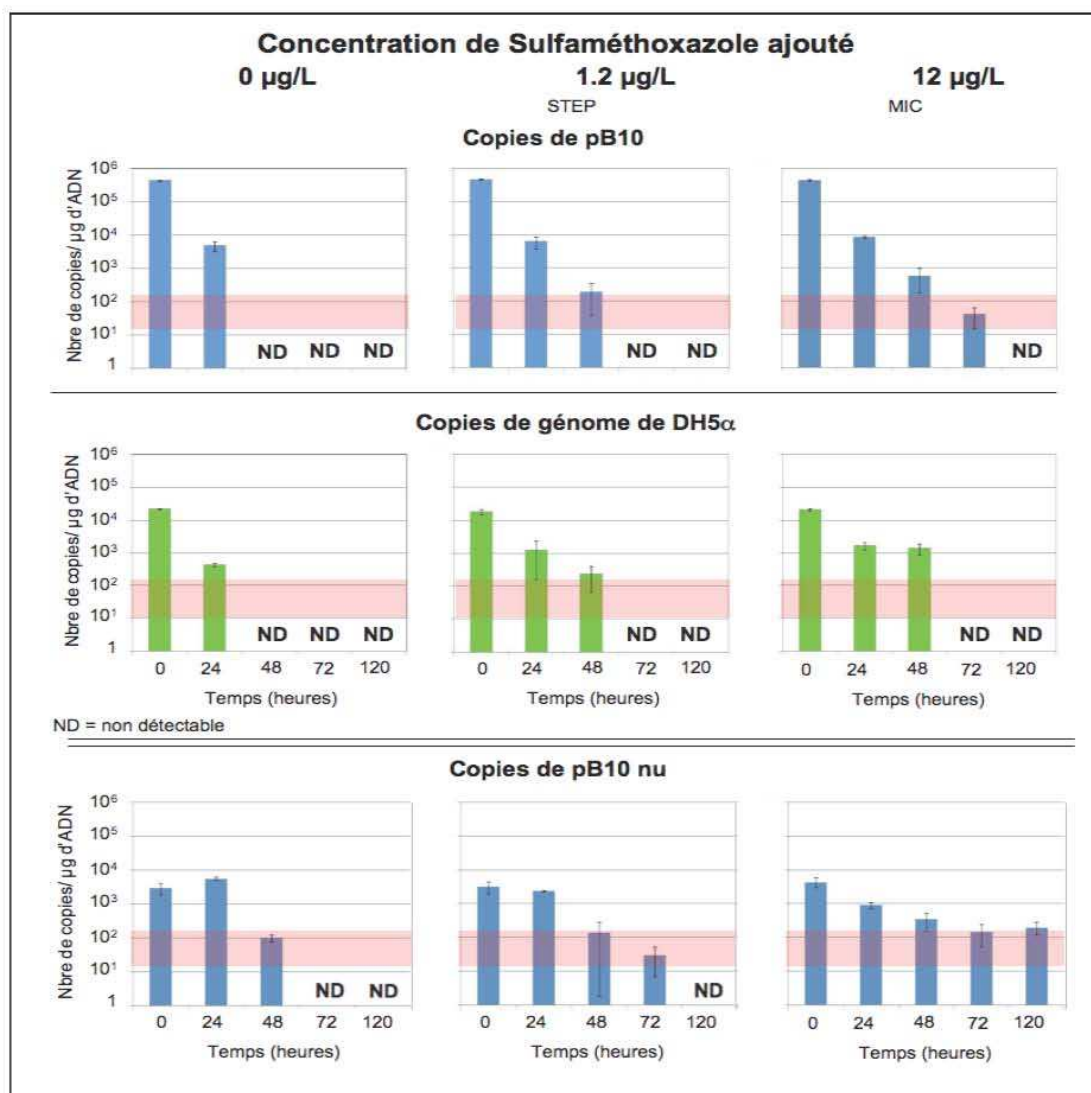 Concentration de Sulfaméthoxazole ajouté
0 µg/L 1.2 µg/L 12 µg/L
STEP MIC
Copies de pB10
Nbre de copies/ µg d'ADN
10⁶
10⁵
10⁴
10³
10²
10¹
1
ND ND ND
ND ND
ND
Copies de génome de DH5α
Nbre de copies/ µg d'ADN
10⁶
10⁵
10⁴
10³
10²
10¹
1
ND ND ND
ND ND
ND ND
0 24 48 72 120
0 24 48 72 120
0 24 48 72 120
Temps (heures) Temps (heures) Temps (heures)
ND = non détectable
Copies de pB10 nu
Nbre de copies/ µg d'ADN
10⁶
10⁵
10⁴
10³
10²
10¹
1
ND ND
ND
0 24 48 72 120
0 24 48 72 120
0 24 48 72 120
Temps (heures) Temps (heures) Temps (heures)